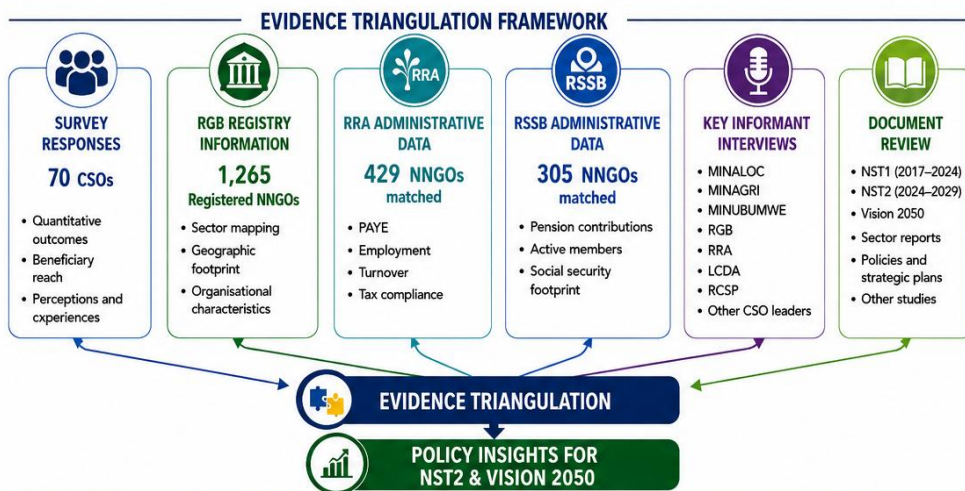 EVIDENCE TRIANGULATION FRAMEWORK
SURVEY
RESPONSES
70 CSOs
• Quantitative
outcomes
• Beneficiary
reach
• Perceptions and
cxperiences
RGB REGISTRY
INFORMATION
1,265
Registered NNGOs
• Sector mapping
• Geographic
footprint
• Organisational
characteristics
RRA
RRA ADMINISTRATIVE
DATA
429 NNGOs
matched
• PAYE
• Employment
• Turnover
• Tax compliance
RSSB
RSSB ADMINISTRATIVE
DATA
305 NNGOs
matched
• Pension contributions
• Active members
• Social security
footprint
KEY INFORMANT
INTERVIEWS
• MINALOC
• MINAGRI
• MINUBUMWE
• RGB
• RRA
• LCDA
• RCSP
• Other CSO leaders
DOCUMENT
REVIEW
• NST1 (2017–2024)
• NST2 (2024–2029)
• Vision 2050
• Sector reports
• Policies and
strategic plans
• Other studies
EVIDENCE TRIANGULATION
POLICY INSIGHTS FOR
NST2 & VISION 2050